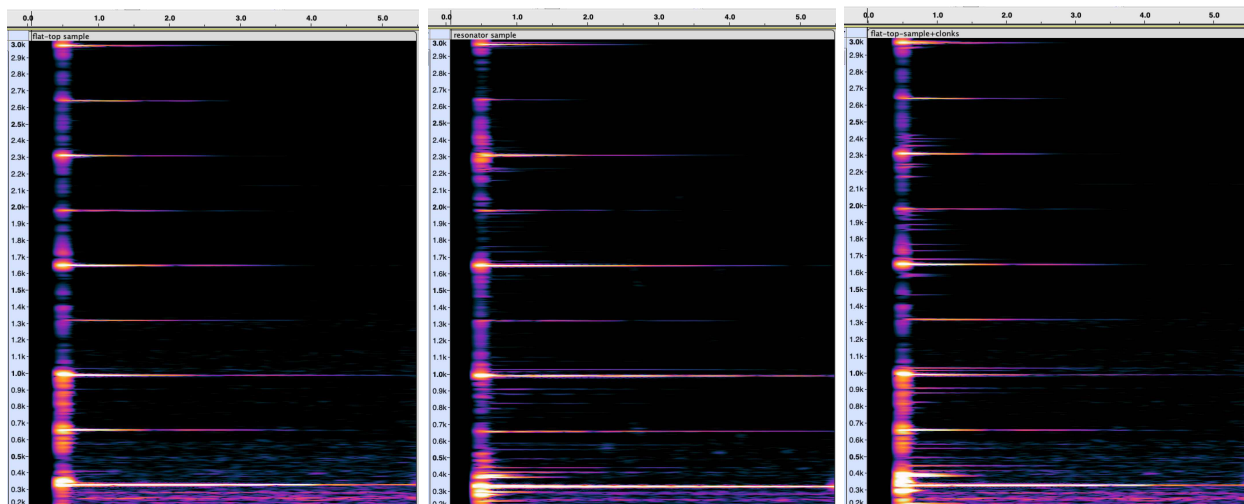 0.0 1.0 2.0 3.0 4.0 5.0
flat-top sample
3.0k
2.9k
2.8k
2.7k
2.6k
2.5k
2.4k
2.3k
2.2k
2.1k
2.0k
1.9k
1.8k
1.7k
1.6k
1.5k
1.4k
1.3k
1.2k
1.1k
1.0k
0.9k
0.8k
0.7k
0.6k
0.5k
0.4k
0.3k
0.2k
0.0 1.0 2.0 3.0 4.0 5.0
resonator sample
3.0k
2.9k
2.8k
2.7k
2.6k
2.5k
2.4k
2.3k
2.2k
2.1k
2.0k
1.9k
1.8k
1.7k
1.6k
1.5k
1.4k
1.3k
1.2k
1.1k
1.0k
0.9k
0.8k
0.7k
0.6k
0.5k
0.4k
0.3k
0.2k
0.0 1.0 2.0 3.0 4.0 5.0
flat-top-sample+clonks
3.0k
2.9k
2.8k
2.7k
2.6k
2.5k
2.4k
2.3k
2.2k
2.1k
2.0k
1.9k
1.8k
1.7k
1.6k
1.5k
1.4k
1.3k
1.2k
1.1k
1.0k
0.9k
0.8k
0.7k
0.6k
0.5k
0.4k
0.3k
0.2k